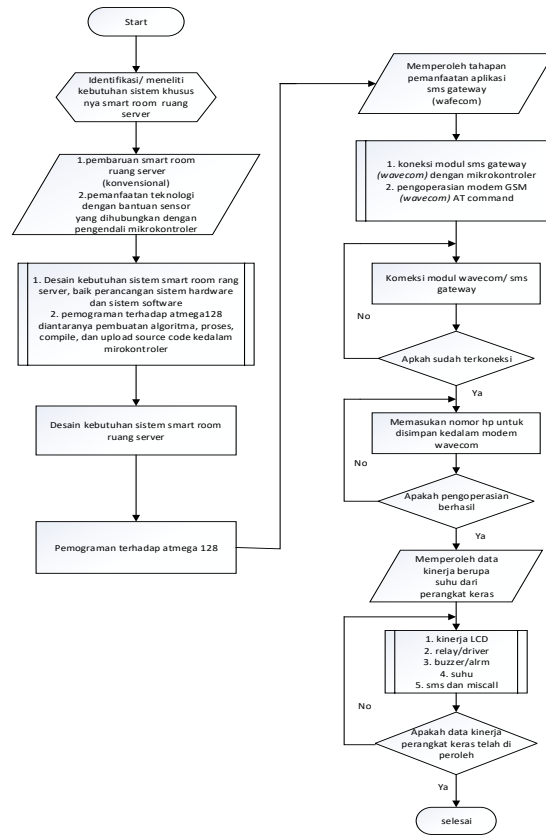 Start
Identifikasi/ meneliti
kebutuhan sistem khusus
nya smart room ruang
server
1.pembaruan smart room
ruang server
(konvensional)
2.pemanfaatan teknologi
dengan bantuan sensor
yang dihubungkan dengan
pengendali mikrokontroler
1. Desain kebutuhan sistem smart room rang
server, baik perancangan sistem hardware
dan sistem software
2. pemograman terhadap atmega128
diantaranya pembuatan algoritma, proses,
compile, dan upload source code kedalam
mirokontroler
Desain kebutuhan sistem smart room
ruang server
Pemograman terhadap atmega 128
Memperoleh tahapan
pemanfaatan aplikasi
sms gateway
(wafecom)
1. koneksi modul sms gateway
(wavecom) dengan mikrokontroler
2. pengoperasian modem GSM
(wavecom) AT command
Komeksi modul wavecom/ sms
gateway
No
Apkah sudah terkoneksi
Ya
Memasukan nomor hp untuk
disimpan kedalam modem
wavecom
No
Apakah pengoperasian
berhasil
Ya
Memperoleh data
kinerja berupa
suhu dari
perangkat keras
1. kinerja LCD
2. relay/driver
3. buzzer/alrm
4. suhu
5. sms dan miscall
No
Apakah data kinerja
perangkat keras telah di
peroleh
Ya
selesai